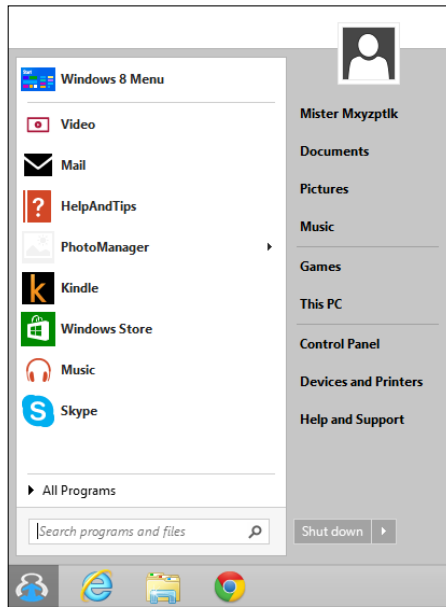 Windows 8 Menu
Video
Mail
HelpAndTips
PhotoManager
Kindle
Windows Store
Music
Skype
All Programs
Search programs and files
Mister Mxyzptlk
Documents
Pictures
Music
Games
This PC
Control Panel
Devices and Printers
Help and Support
Shut down